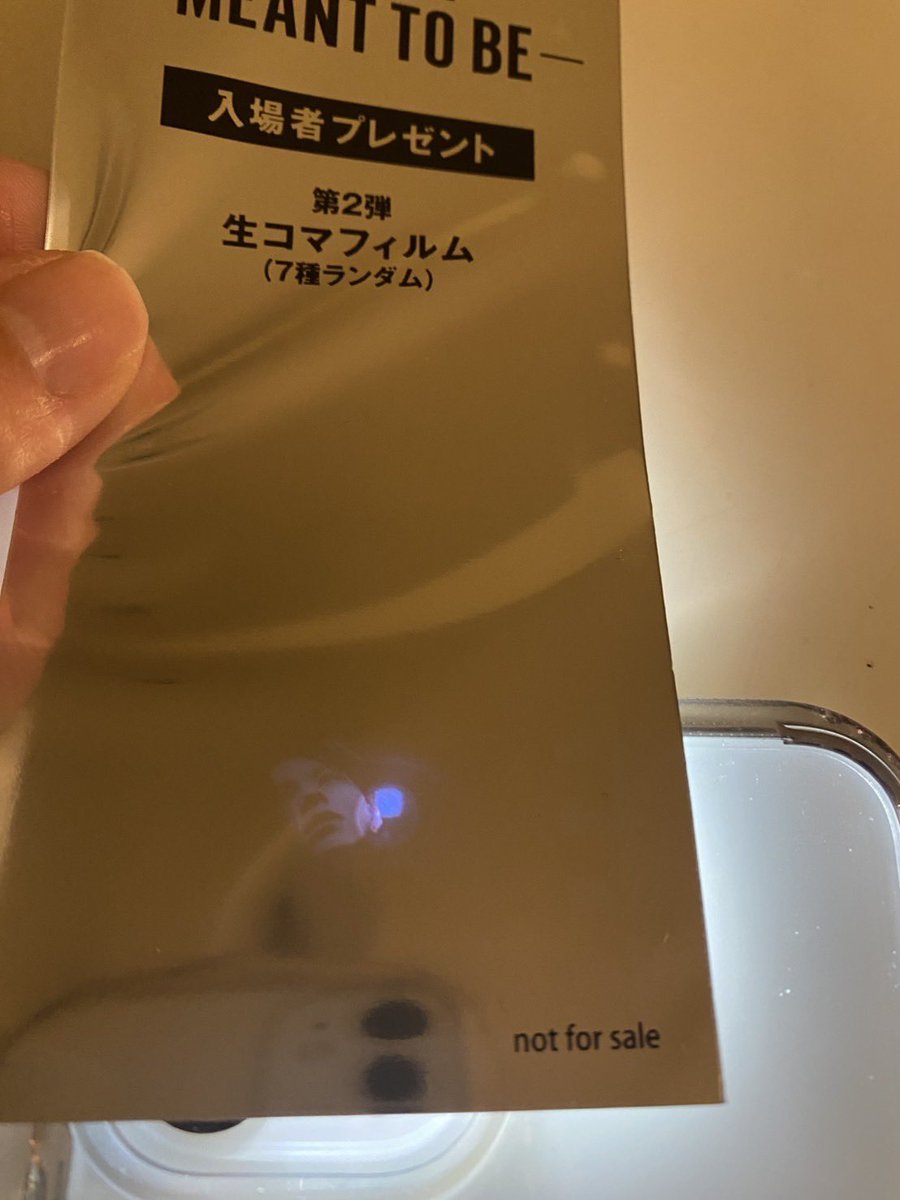 MEANT TO BE—
入場者プレゼント
第2弾
生コマフィルム
(7種ランダム)
not for sale